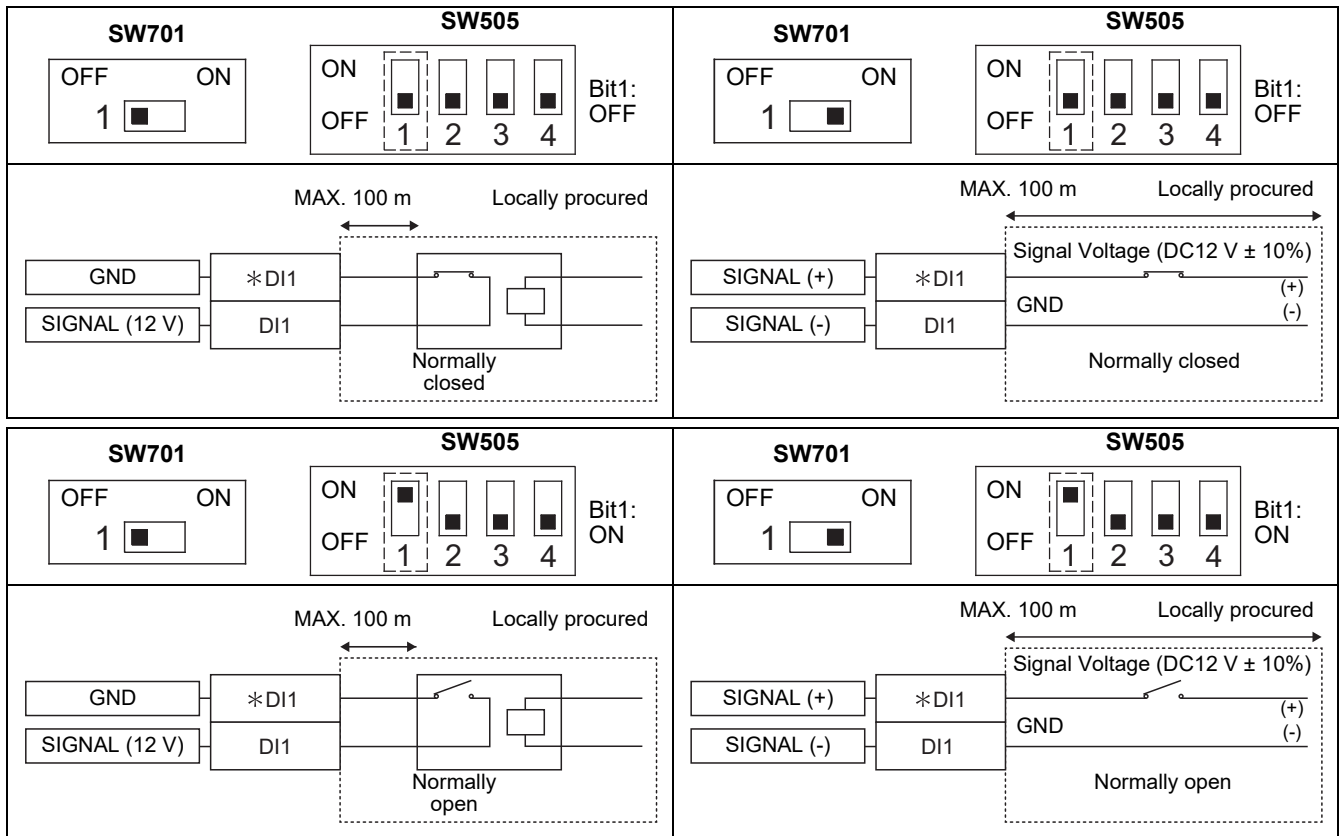 SW701
OFF ON
1
SW505
ON
OFF
1 2 3 4
Bit1:
OFF
SW701
OFF ON
1
SW505
ON
OFF
1 2 3 4
Bit1:
OFF
MAX. 100 m Locally procured
GND
*DI1
SIGNAL (12 V)
DI1
Normally
closed
MAX. 100 m Locally procured
Signal Voltage (DC12 V ± 10%)
SIGNAL (+)
*DI1
(+)
GND
(-)
SIGNAL (-)
DI1
Normally closed
SW701
OFF ON
1
SW505
ON
OFF
1 2 3 4
Bit1:
ON
SW701
OFF ON
1
SW505
ON
OFF
1 2 3 4
Bit1:
ON
MAX. 100 m Locally procured
GND
*DI1
SIGNAL (12 V)
DI1
Normally
open
MAX. 100 m Locally procured
Signal Voltage (DC12 V ± 10%)
SIGNAL (+)
*DI1
(+)
GND
(-)
SIGNAL (-)
DI1
Normally open